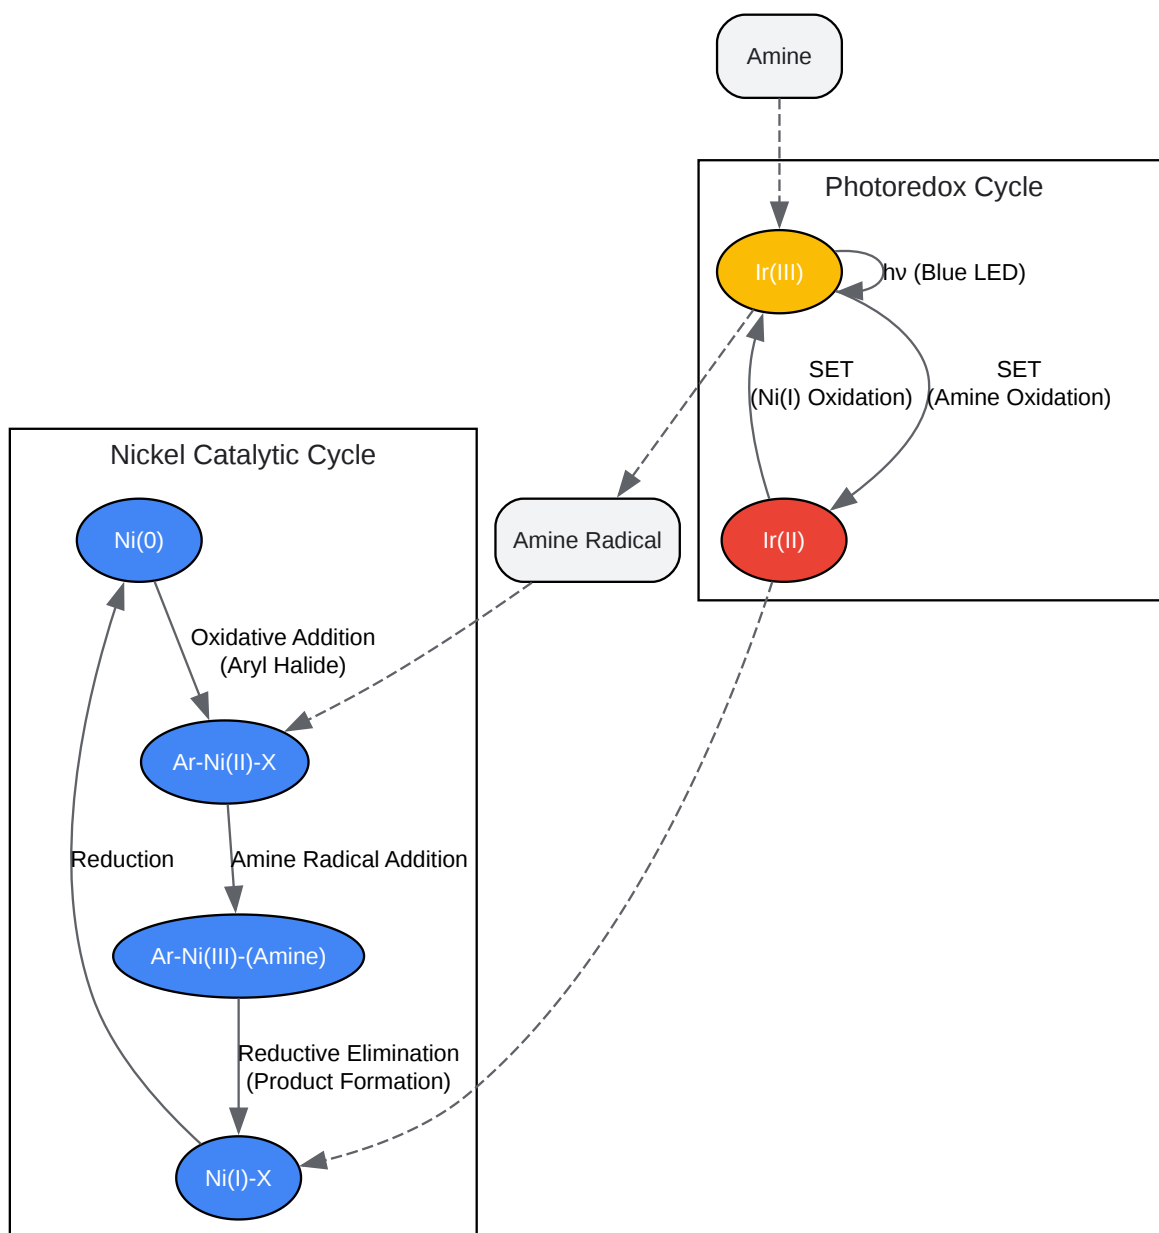 Amine
Photoredox Cycle
Ir(III)
hν (Blue LED)
SET
(Ni(I) Oxidation)
SET
(Amine Oxidation)
Nickel Catalytic Cycle
Ni(0)
Amine Radical
Ir(II)
Oxidative Addition
(Aryl Halide)
Ar-Ni(II)-X
Reduction
Amine Radical Addition
Ar-Ni(III)-(Amine)
Reductive Elimination
(Product Formation)
Ni(I)-X